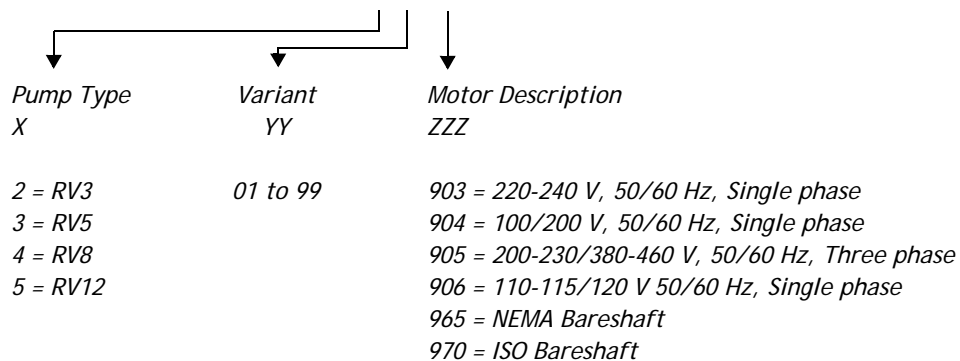 Pump Type Variant Motor Description
X YY ZZZ
2 = RV3 01 to 99 903 = 220-240 V, 50/60 Hz, Single phase
3 = RV5 904 = 100/200 V, 50/60 Hz, Single phase
4 = RV8 905 = 200-230/380-460 V, 50/60 Hz, Three phase
5 = RV12 906 = 110-115/120 V 50/60 Hz, Single phase
965 = NEMA Bareshaft
970 = ISO Bareshaft